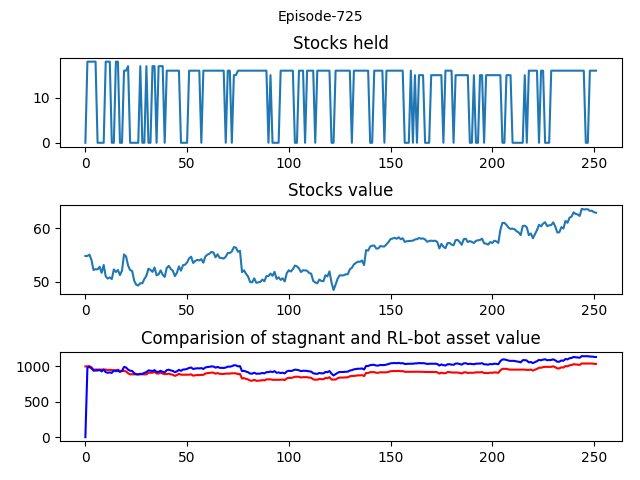 Episode-725
Stocks held
10
0
0 50 100 150 200 250
Stocks value
60
50
0 50 100 150 200 250
Comparision of stagnant and RL-bot asset value
1000
500
0
0 50 100 150 200 250